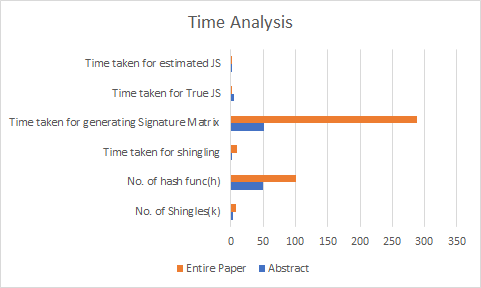 Time Analysis
Time taken for estimated JS
Time taken for True JS
Time taken for generating Signature Matrix
Time taken for shingling
No. of hash func(h)
No. of Shingles(k)
0 50 100 150 200 250 300 350
Entire Paper Abstract